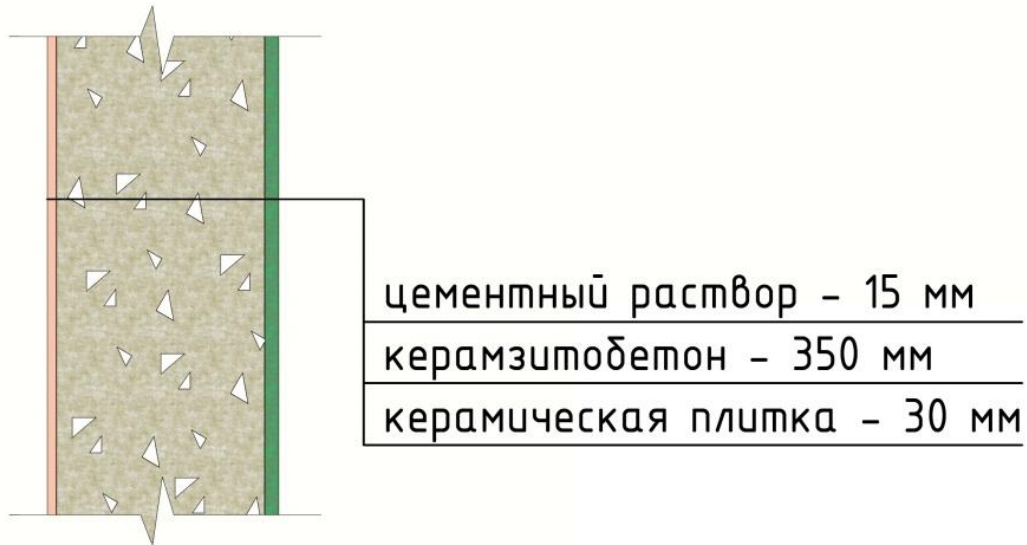 цементный раствор – 15 мм
керамзитобетон – 350 мм
керамическая плитка – 30 мм